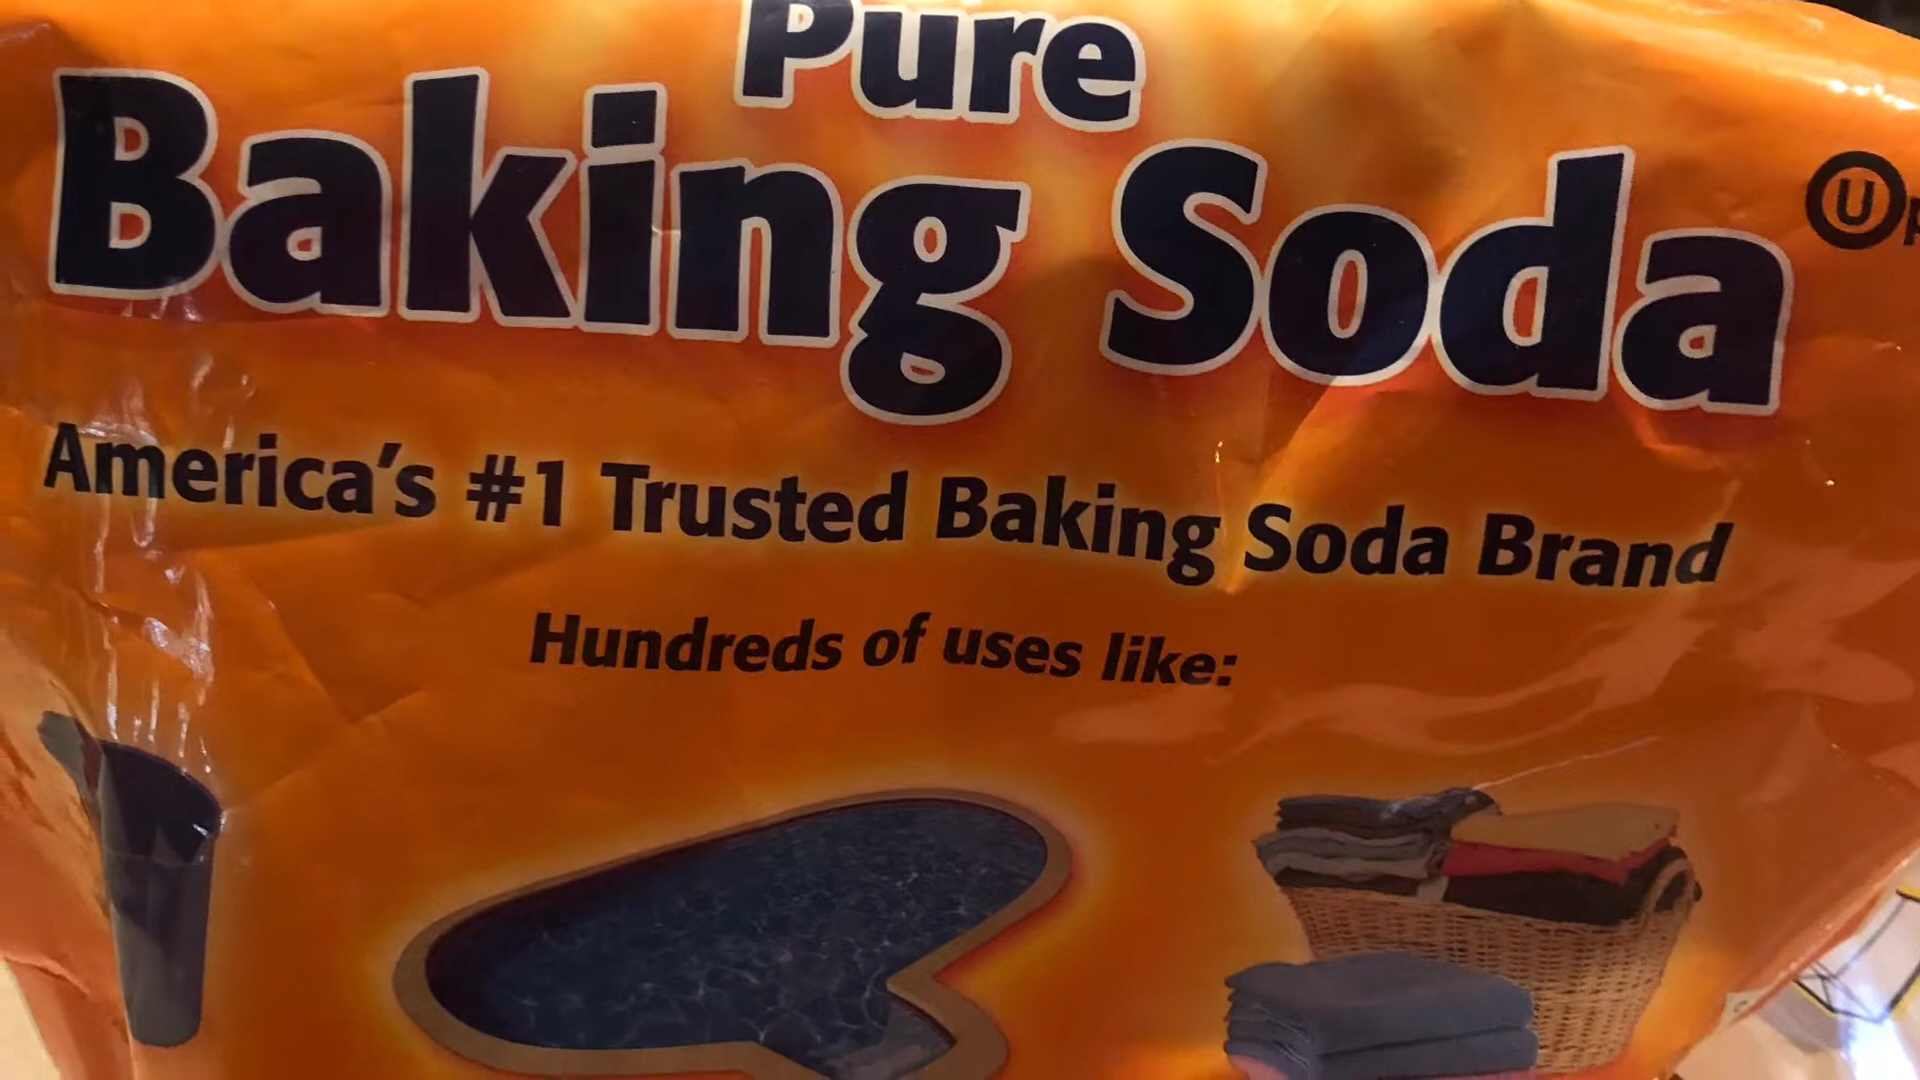 Pure
Baking Soda
U
America's #1 Trusted Baking Soda Brand
Hundreds of uses like: